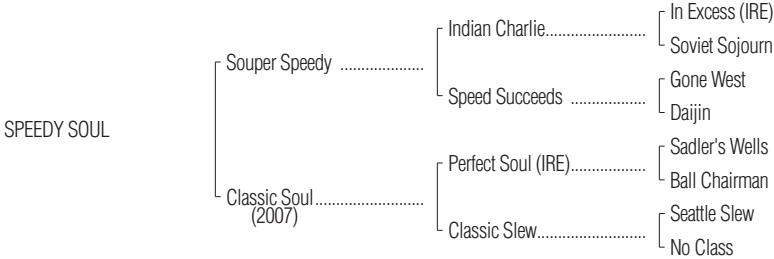 In Excess (IRE)
Indian Charlie.......................
Soviet Sojourn
Souper Speedy ...................
Gone West
Speed Succeeds .................
Daijin
SPEEDY SOUL
Sadler's Wells
Perfect Soul (IRE).................
Ball Chairman
Classic Soul.........................
(2007)
Seattle Slew
Classic Slew.........................
No Class